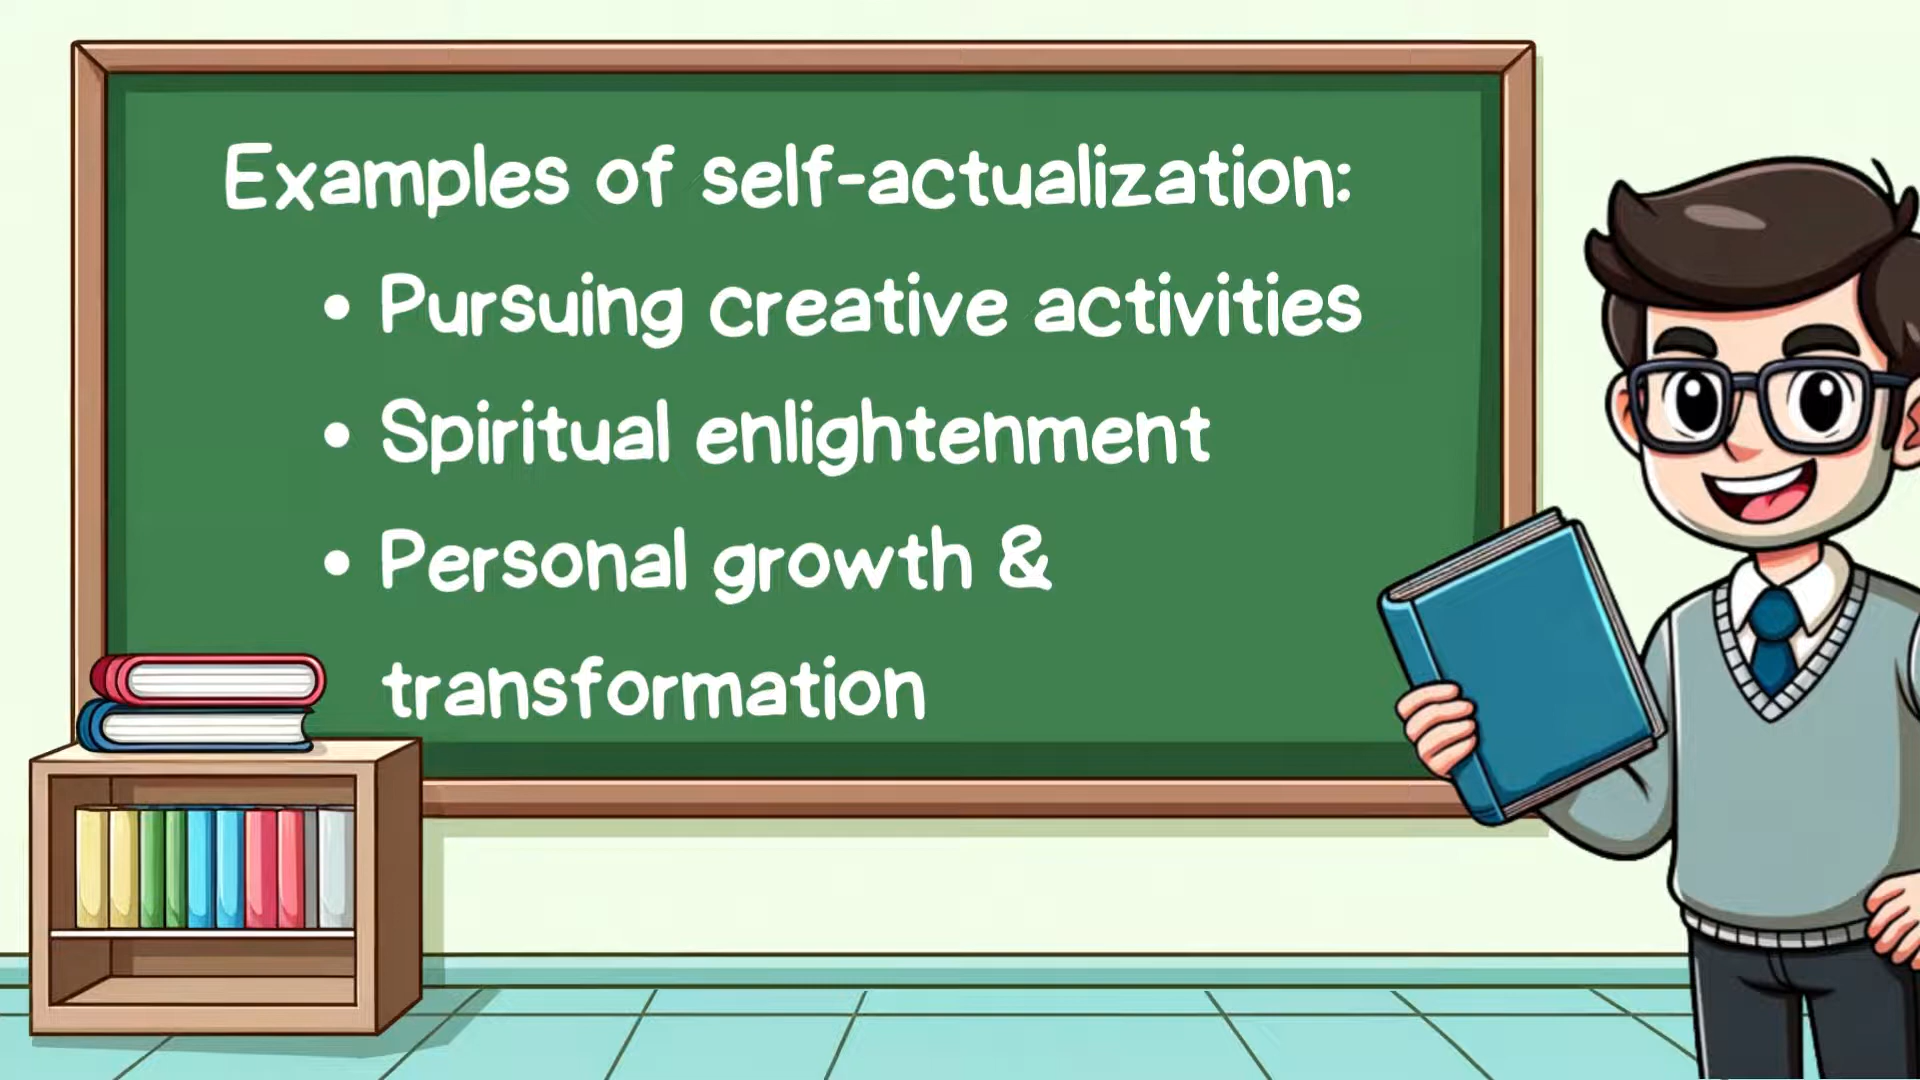 Examples of self-actualization:
• Pursuing creative activities
• Spiritual enlightenment
• Personal growth &
transformation